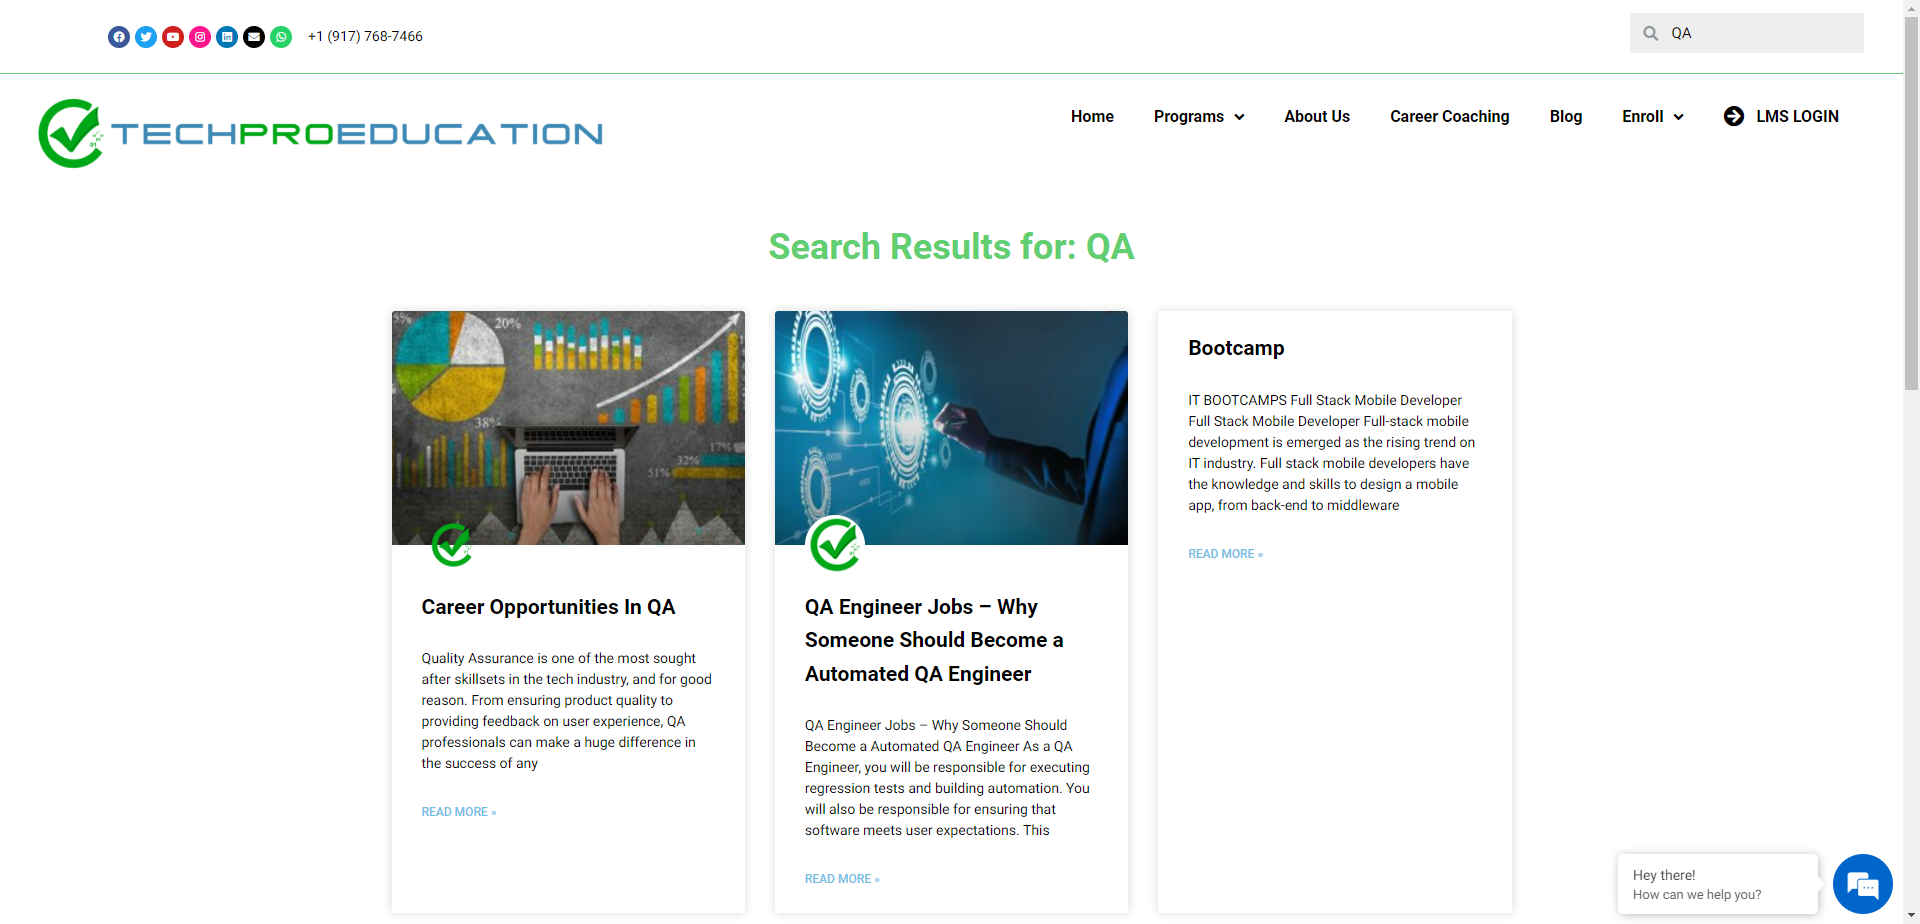 +1 (917) 768-7466
QA
TECHPROEDUCATION
01
Home
Programs
About Us
Career Coaching
Blog
Enroll
LMS LOGIN
Search Results for: QA
5%
20%
38%
17%
32%
51%
Career Opportunities In QA
Quality Assurance is one of the most sought
after skillsets in the tech industry, and for good
reason. From ensuring product quality to
providing feedback on user experience, QA
professionals can make a huge difference in
the success of any
READ MORE »
QA Engineer Jobs – Why
Someone Should Become a
Automated QA Engineer
QA Engineer Jobs – Why Someone Should
Become a Automated QA Engineer As a QA
Engineer, you will be responsible for executing
regression tests and building automation. You
will also be responsible for ensuring that
software meets user expectations. This
READ MORE »
Bootcamp
IT BOOTCAMPS Full Stack Mobile Developer
Full Stack Mobile Developer Full-stack mobile
development is emerged as the rising trend on
IT industry. Full stack mobile developers have
the knowledge and skills to design a mobile
app, from back-end to middleware
READ MORE »
Hey there!
How can we help you?